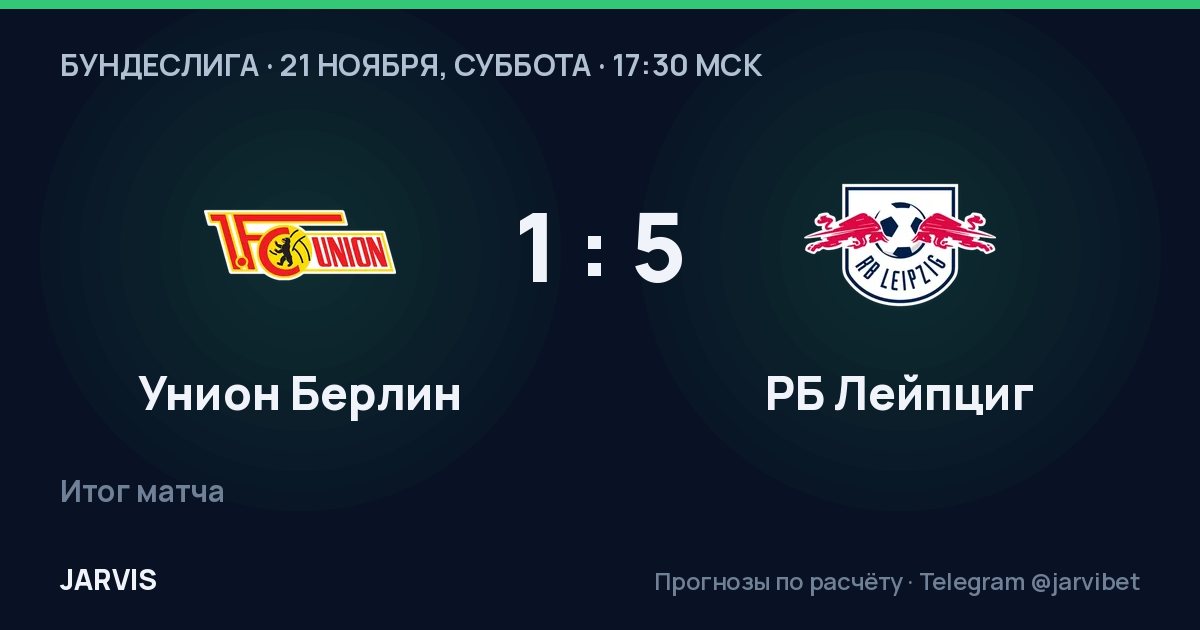 БУНДЕСЛИГА · 21 НОЯБРЯ, СУББОТА · 17:30 МСК
1.FC UNION
1 : 5
RB LEIPZIG
Унион Берлин
РБ Лейпциг
Итог матча
JARVIS
Прогнозы по расчёту · Telegram @jarvibet